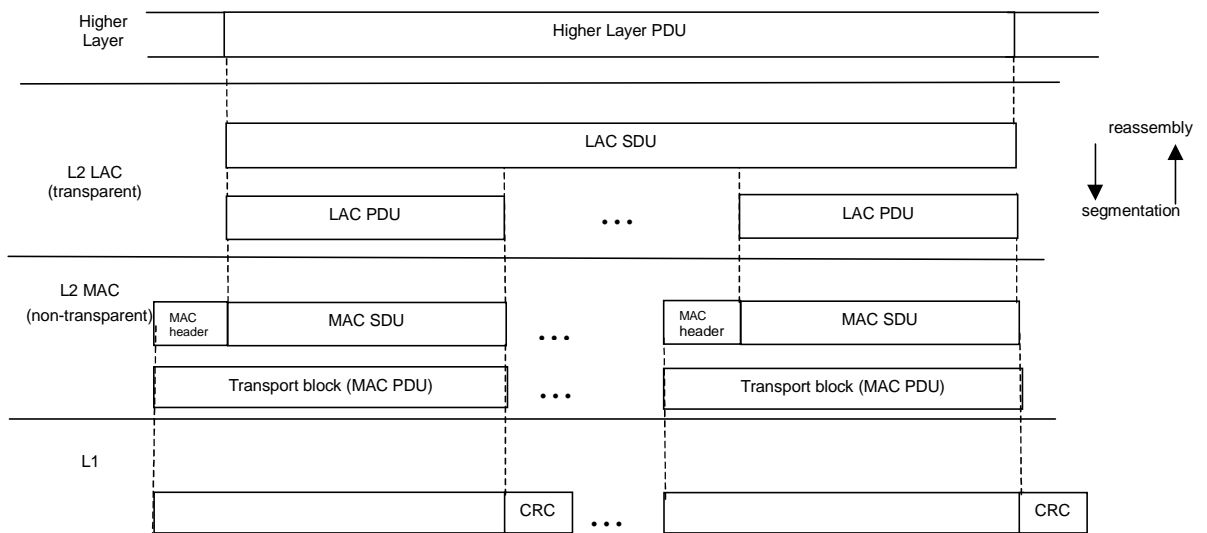 Higher
Layer
Higher Layer PDU
LAC SDU
reassembly
L2 LAC
(transparent)
LAC PDU
...
LAC PDU
segmentation
L2 MAC
(non-transparent)
MAC
header
MAC SDU
...
MAC
header
MAC SDU
Transport block (MAC PDU)
...
Transport block (MAC PDU)
L1
CRC
...
CRC